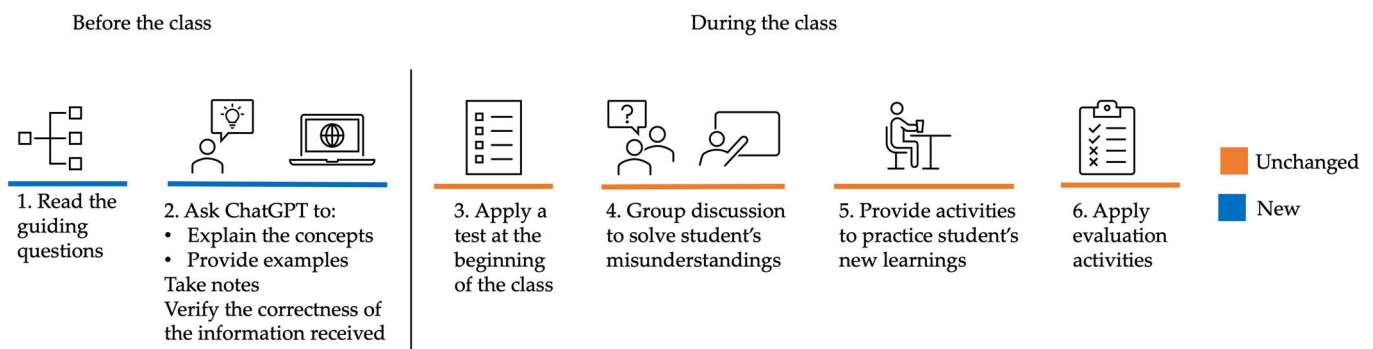 Before the class
During the class
1. Read the
guiding
questions
2. Ask ChatGPT to:
• Explain the concepts
• Provide examples
Take notes
Verify the correctness of
the information received
3. Apply a
test at the
beginning
of the class
?
4. Group discussion
to solve student's
misunderstandings
5. Provide activities
to practice student's
new learnings
6. Apply
evaluation
activities
Unchanged
New